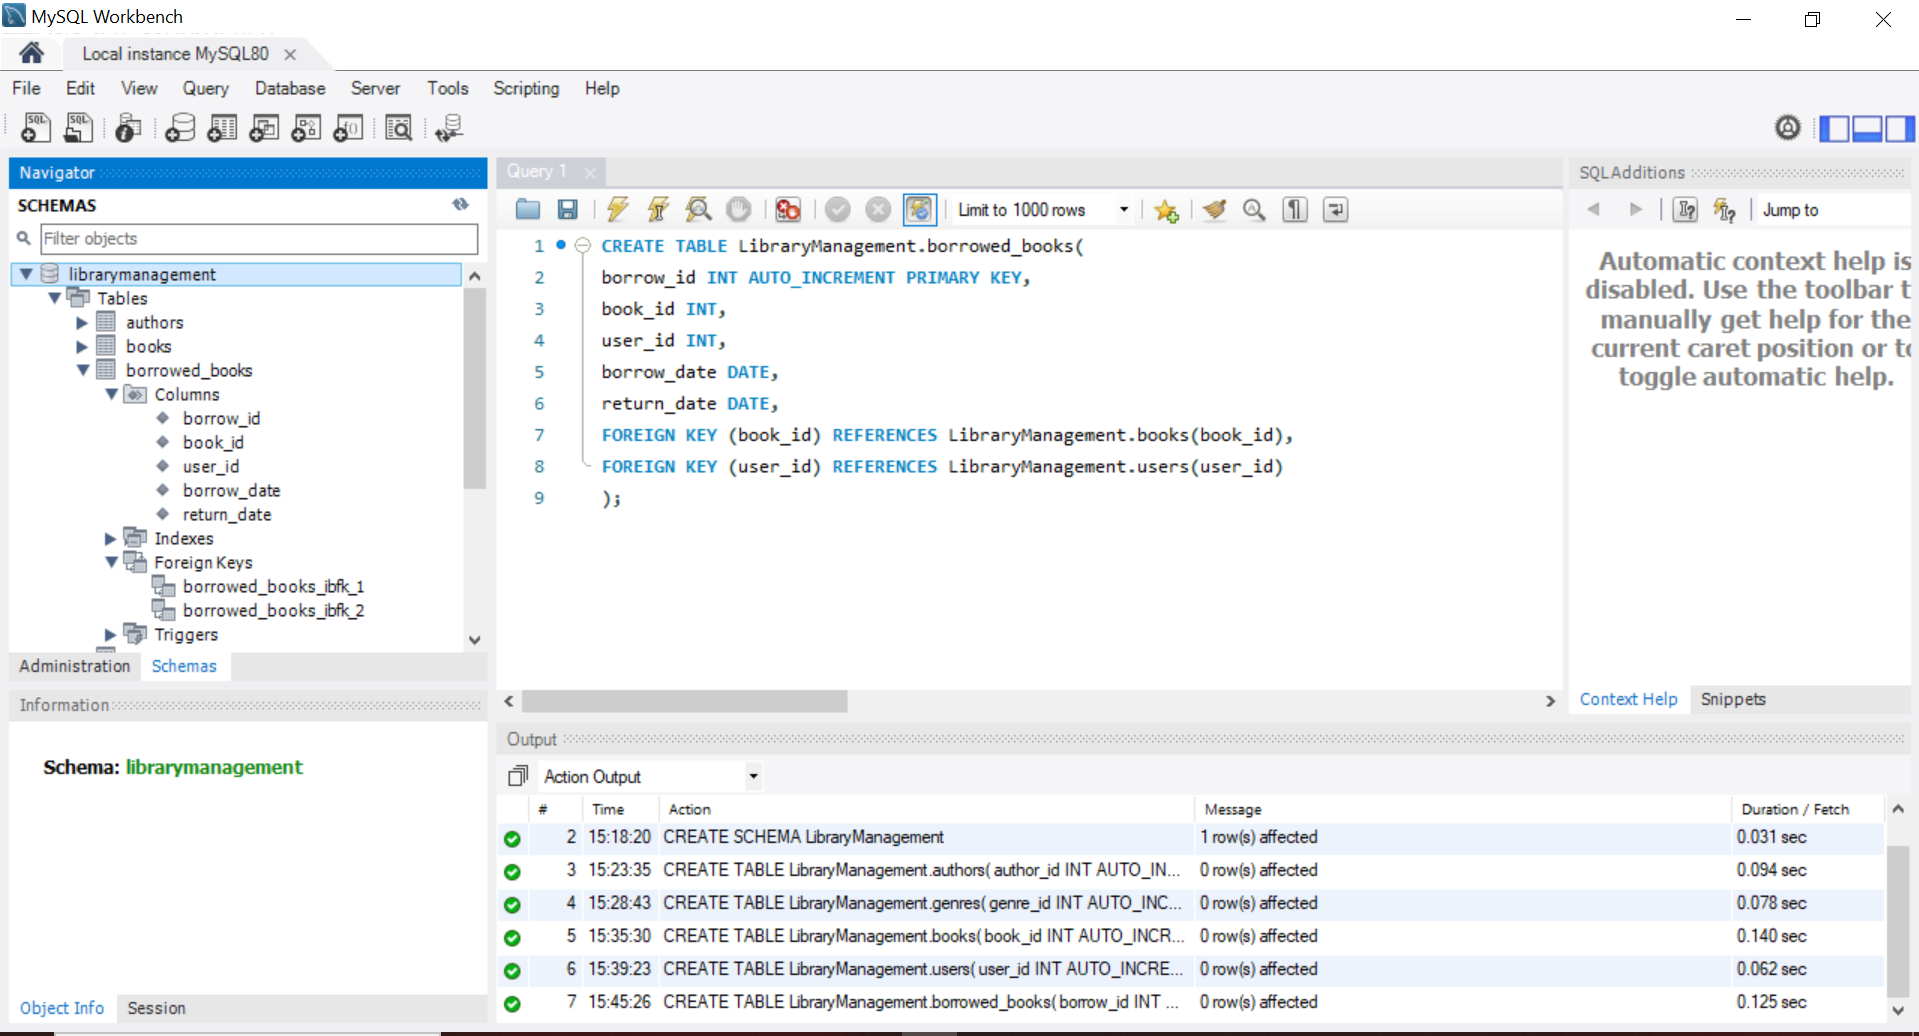 MySQL Workbench
Local instance MySQL80
File Edit View Query Database Server Tools Scripting Help
Navigator
SCHEMAS
Filter objects
librarymanagement
Tables
authors
books
borrowed_books
Columns
borrow_id
book_id
user_id
borrow_date
return_date
Indexes
Foreign Keys
borrowed_books_ibfk_1
borrowed_books_ibfk_2
Triggers
Administration Schemas
Information
Schema: librarymanagement
Object Info Session
Query 1
Limit to 1000 rows
1 CREATE TABLE LibraryManagement.borrowed_books(
2 borrow_id INT AUTO_INCREMENT PRIMARY KEY,
3 book_id INT,
4 user_id INT,
5 borrow_date DATE,
6 return_date DATE,
7 FOREIGN KEY (book_id) REFERENCES LibraryManagement.books(book_id),
8 FOREIGN KEY (user_id) REFERENCES LibraryManagement.users(user_id)
9 );
SQLAdditions
Jump to
Automatic context help is
disabled. Use the toolbar t
manually get help for the
current caret position or to
toggle automatic help.
Context Help Snippets
Output
Action Output
# Time Action Message Duration / Fetch
2 15:18:20 CREATE SCHEMA LibraryManagement 1 row(s) affected 0.031 sec
3 15:23:35 CREATE TABLE LibraryManagement.authors( author_id INT AUTO_IN... 0 row(s) affected 0.094 sec
4 15:28:43 CREATE TABLE LibraryManagement.genres( genre_id INT AUTO_INC... 0 row(s) affected 0.078 sec
5 15:35:30 CREATE TABLE LibraryManagement.books( book_id INT AUTO_INCR... 0 row(s) affected 0.140 sec
6 15:39:23 CREATE TABLE LibraryManagement.users( user_id INT AUTO_INCRE... 0 row(s) affected 0.062 sec
7 15:45:26 CREATE TABLE LibraryManagement.borrowed_books( borrow_id INT ... 0 row(s) affected 0.125 sec